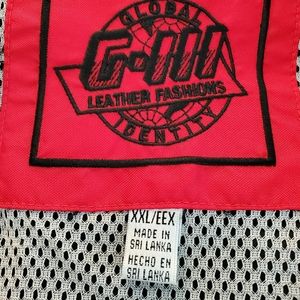 GLOBAL
G-III
LEATHER FASHIONS
IDENTITY
XXL/EEX
MADE IN
SRI LANKA
HECHO EN
SRI LANKA